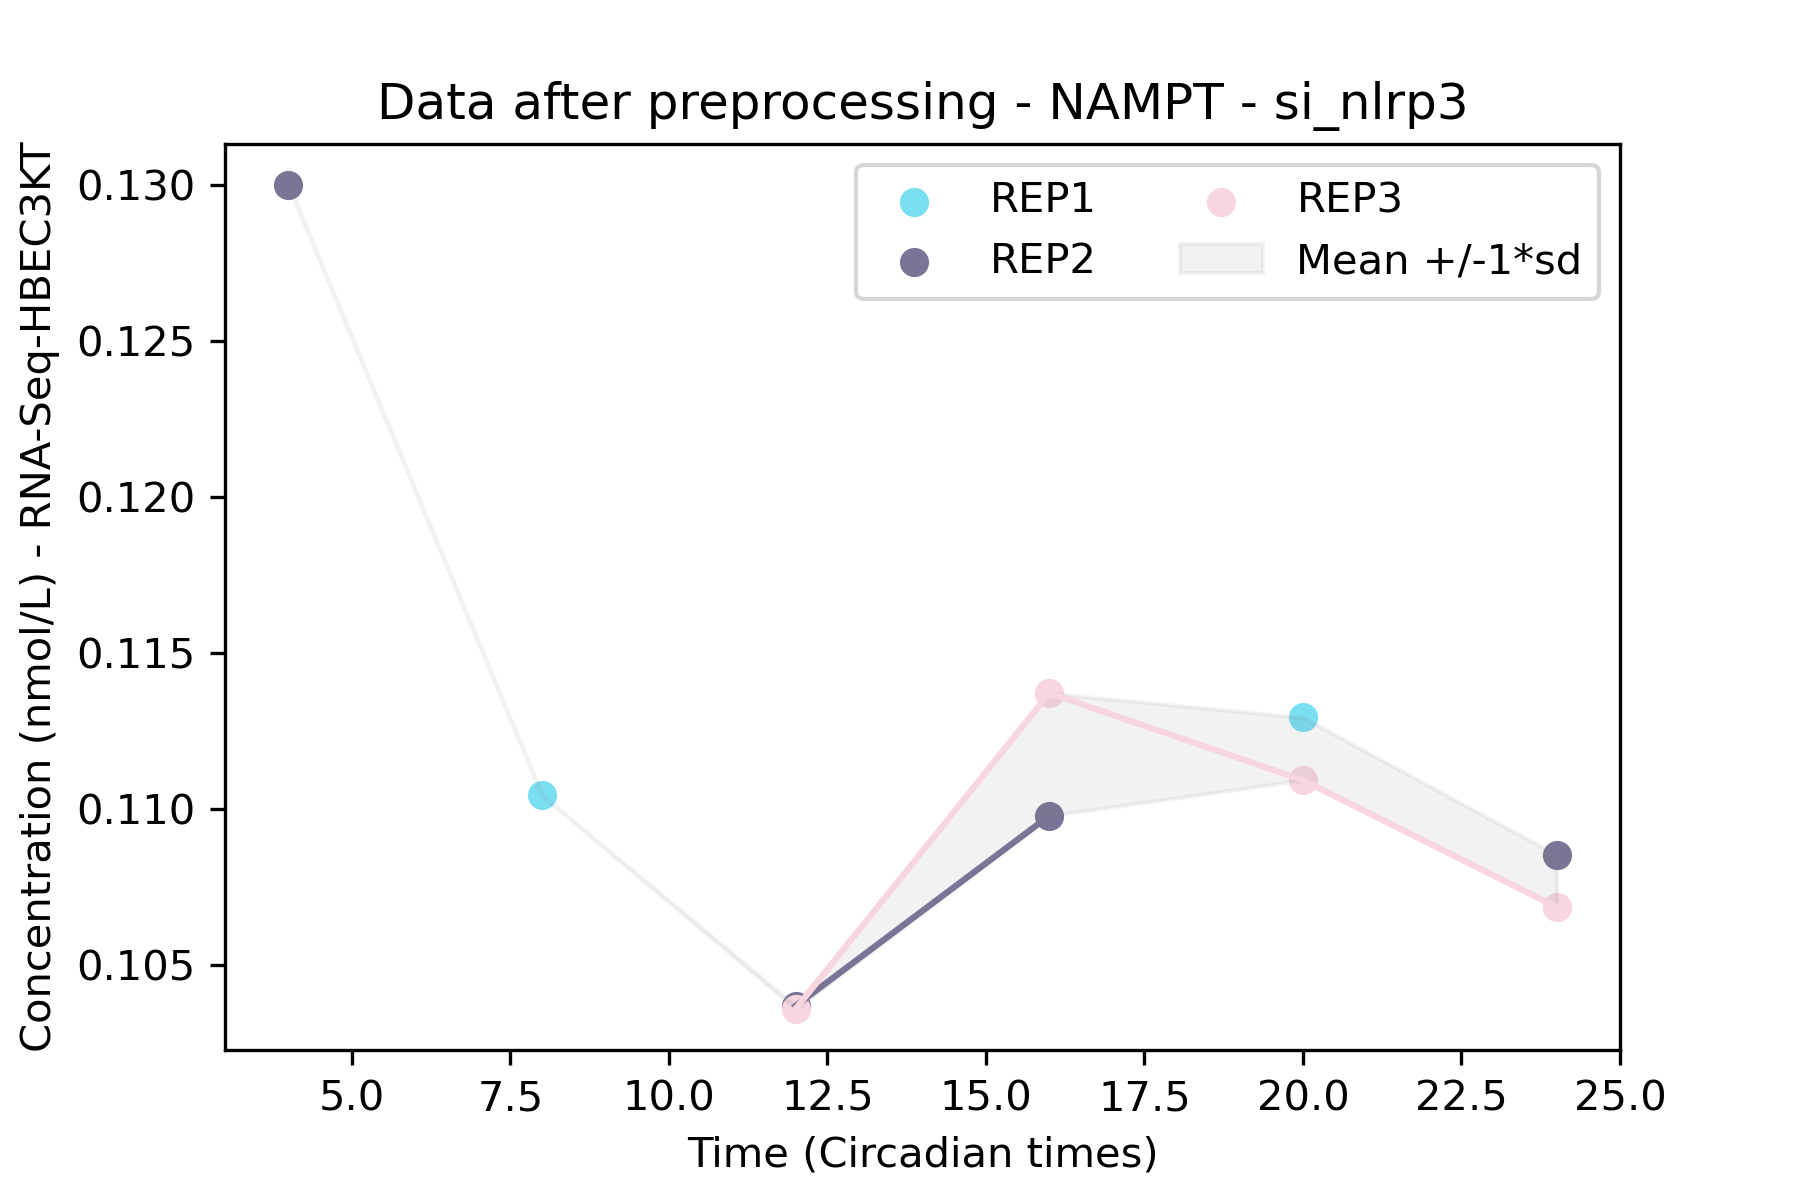 Data after preprocessing - NAMPT - si_nlrp3
Concentration (nmol/L) - RNA-Seq-HBEC3KT
0.130
0.125
0.120
0.115
0.110
0.105
REP1
REP2
REP3
Mean +/-1*sd
5.0 7.5 10.0 12.5 15.0 17.5 20.0 22.5 25.0
Time (Circadian times)